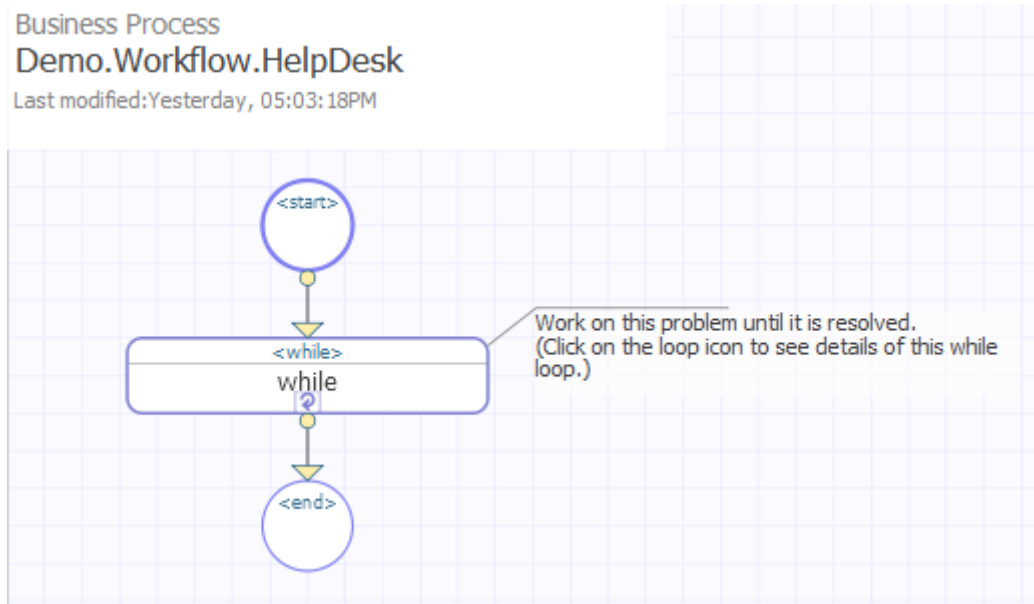 Business Process
Demo.Workflow.HelpDesk
Last modified:Yesterday, 05:03:18PM
<start>
<while>
while
Work on this problem until it is resolved.
(Click on the loop icon to see details of this while
loop.)
<end>